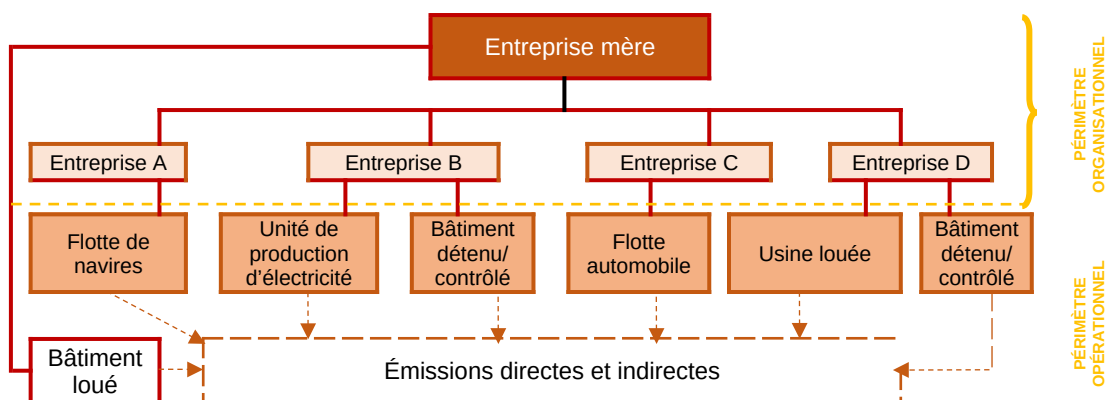 Entreprise mère
PÉRIMÈTRE
ORGANISATIONNEL
Entreprise A
Entreprise B
Entreprise C
Entreprise D
Flotte de
navires
Unité de
production
d'électricité
Bâtiment
détenu/
contrôlé
Flotte
automobile
Usine louée
Bâtiment
détenu/
contrôlé
PÉRIMÈTRE
OPÉRATIONNEL
Bâtiment
loué
Émissions directes et indirectes